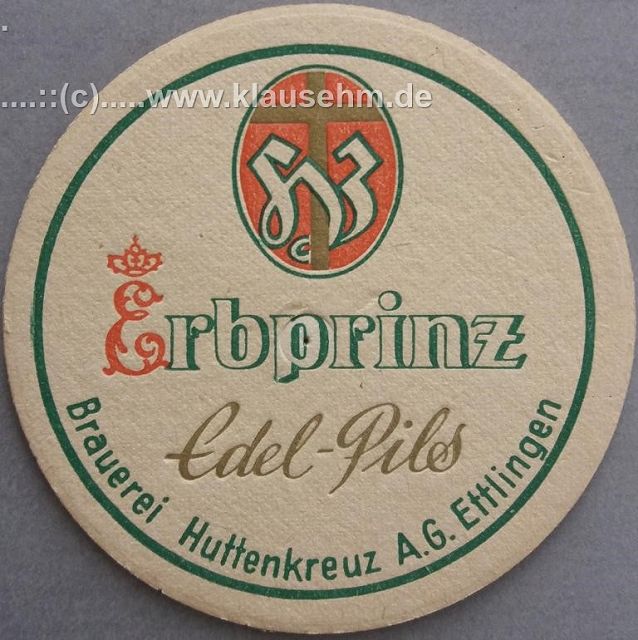 .....::(c).....www.klausehm.de
Erbprinz
Edel-Pils
Brauerei Huttenkreuz A.G. Ettlingen